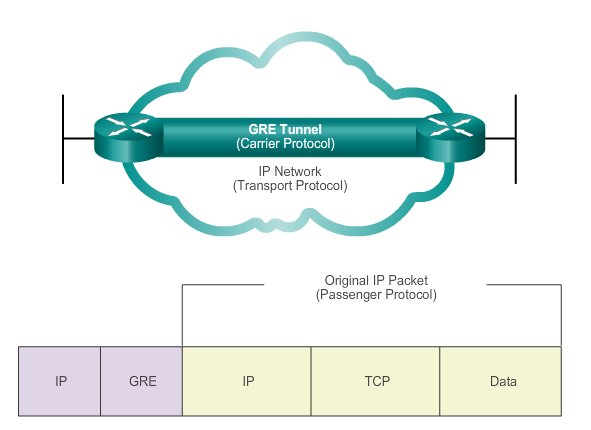 GRE Tunnel
(Carrier Protocol)
IP Network
(Transport Protocol)
Original IP Packet
(Passenger Protocol)
IP
GRE
IP
TCP
Data